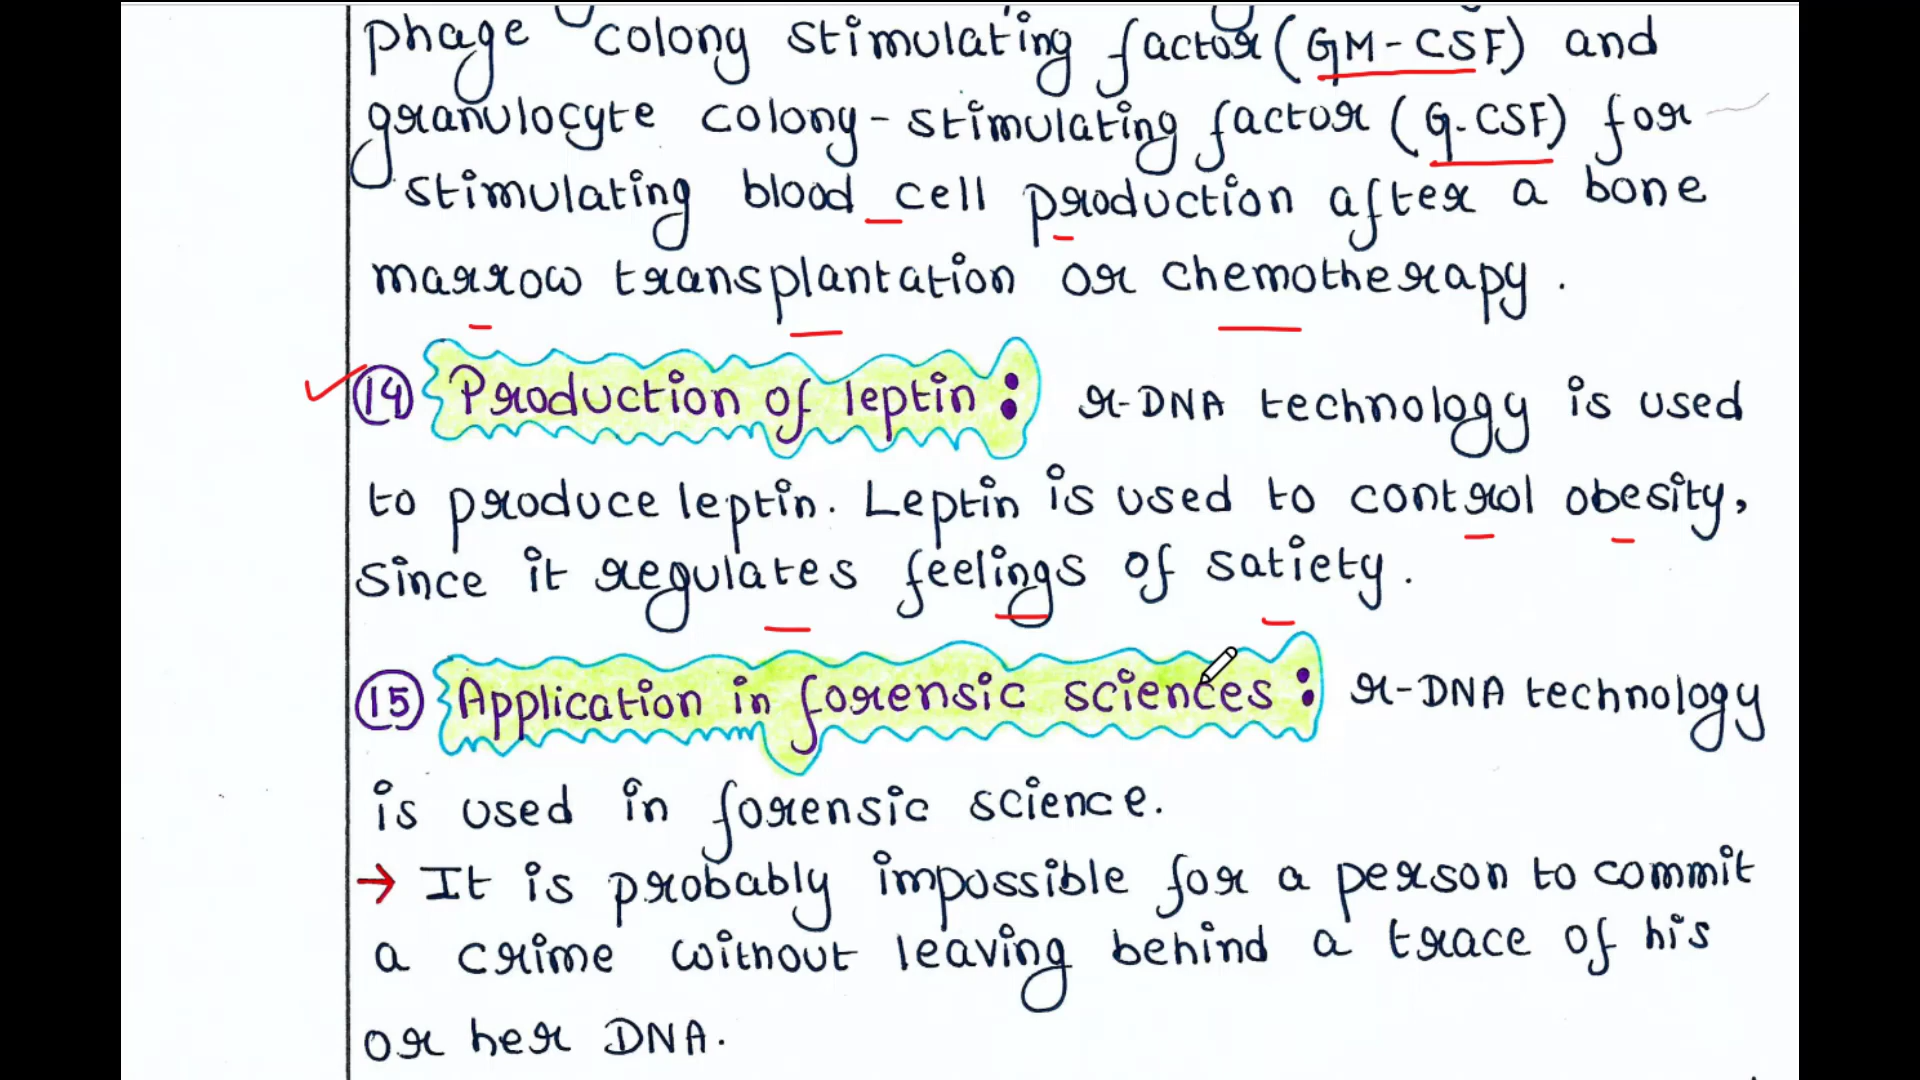 phage colony stimulating factor (GM-CSF) and
granulocyte colony-stimulating factor (G.CSF) for
stimulating blood cell production after a bone
marrow transplantation or chemotherapy.
14 Production of leptin: r-DNA technology is used
to produce leptin. Leptin is used to control obesity,
since it regulates feelings of satiety.
15 Application in forensic sciences: r-DNA technology
is used in forensic science.
→ It is probably impossible for a person to commit
a crime without leaving behind a trace of his
or her DNA.